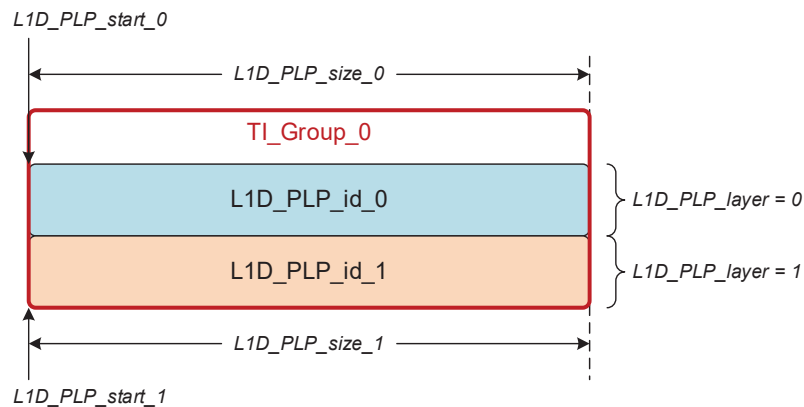 L1D_PLP_start_0
L1D_PLP_size_0
TI_Group_0
L1D_PLP_id_0
L1D_PLP_layer = 0
L1D_PLP_id_1
L1D_PLP_layer = 1
L1D_PLP_size_1
L1D_PLP_start_1